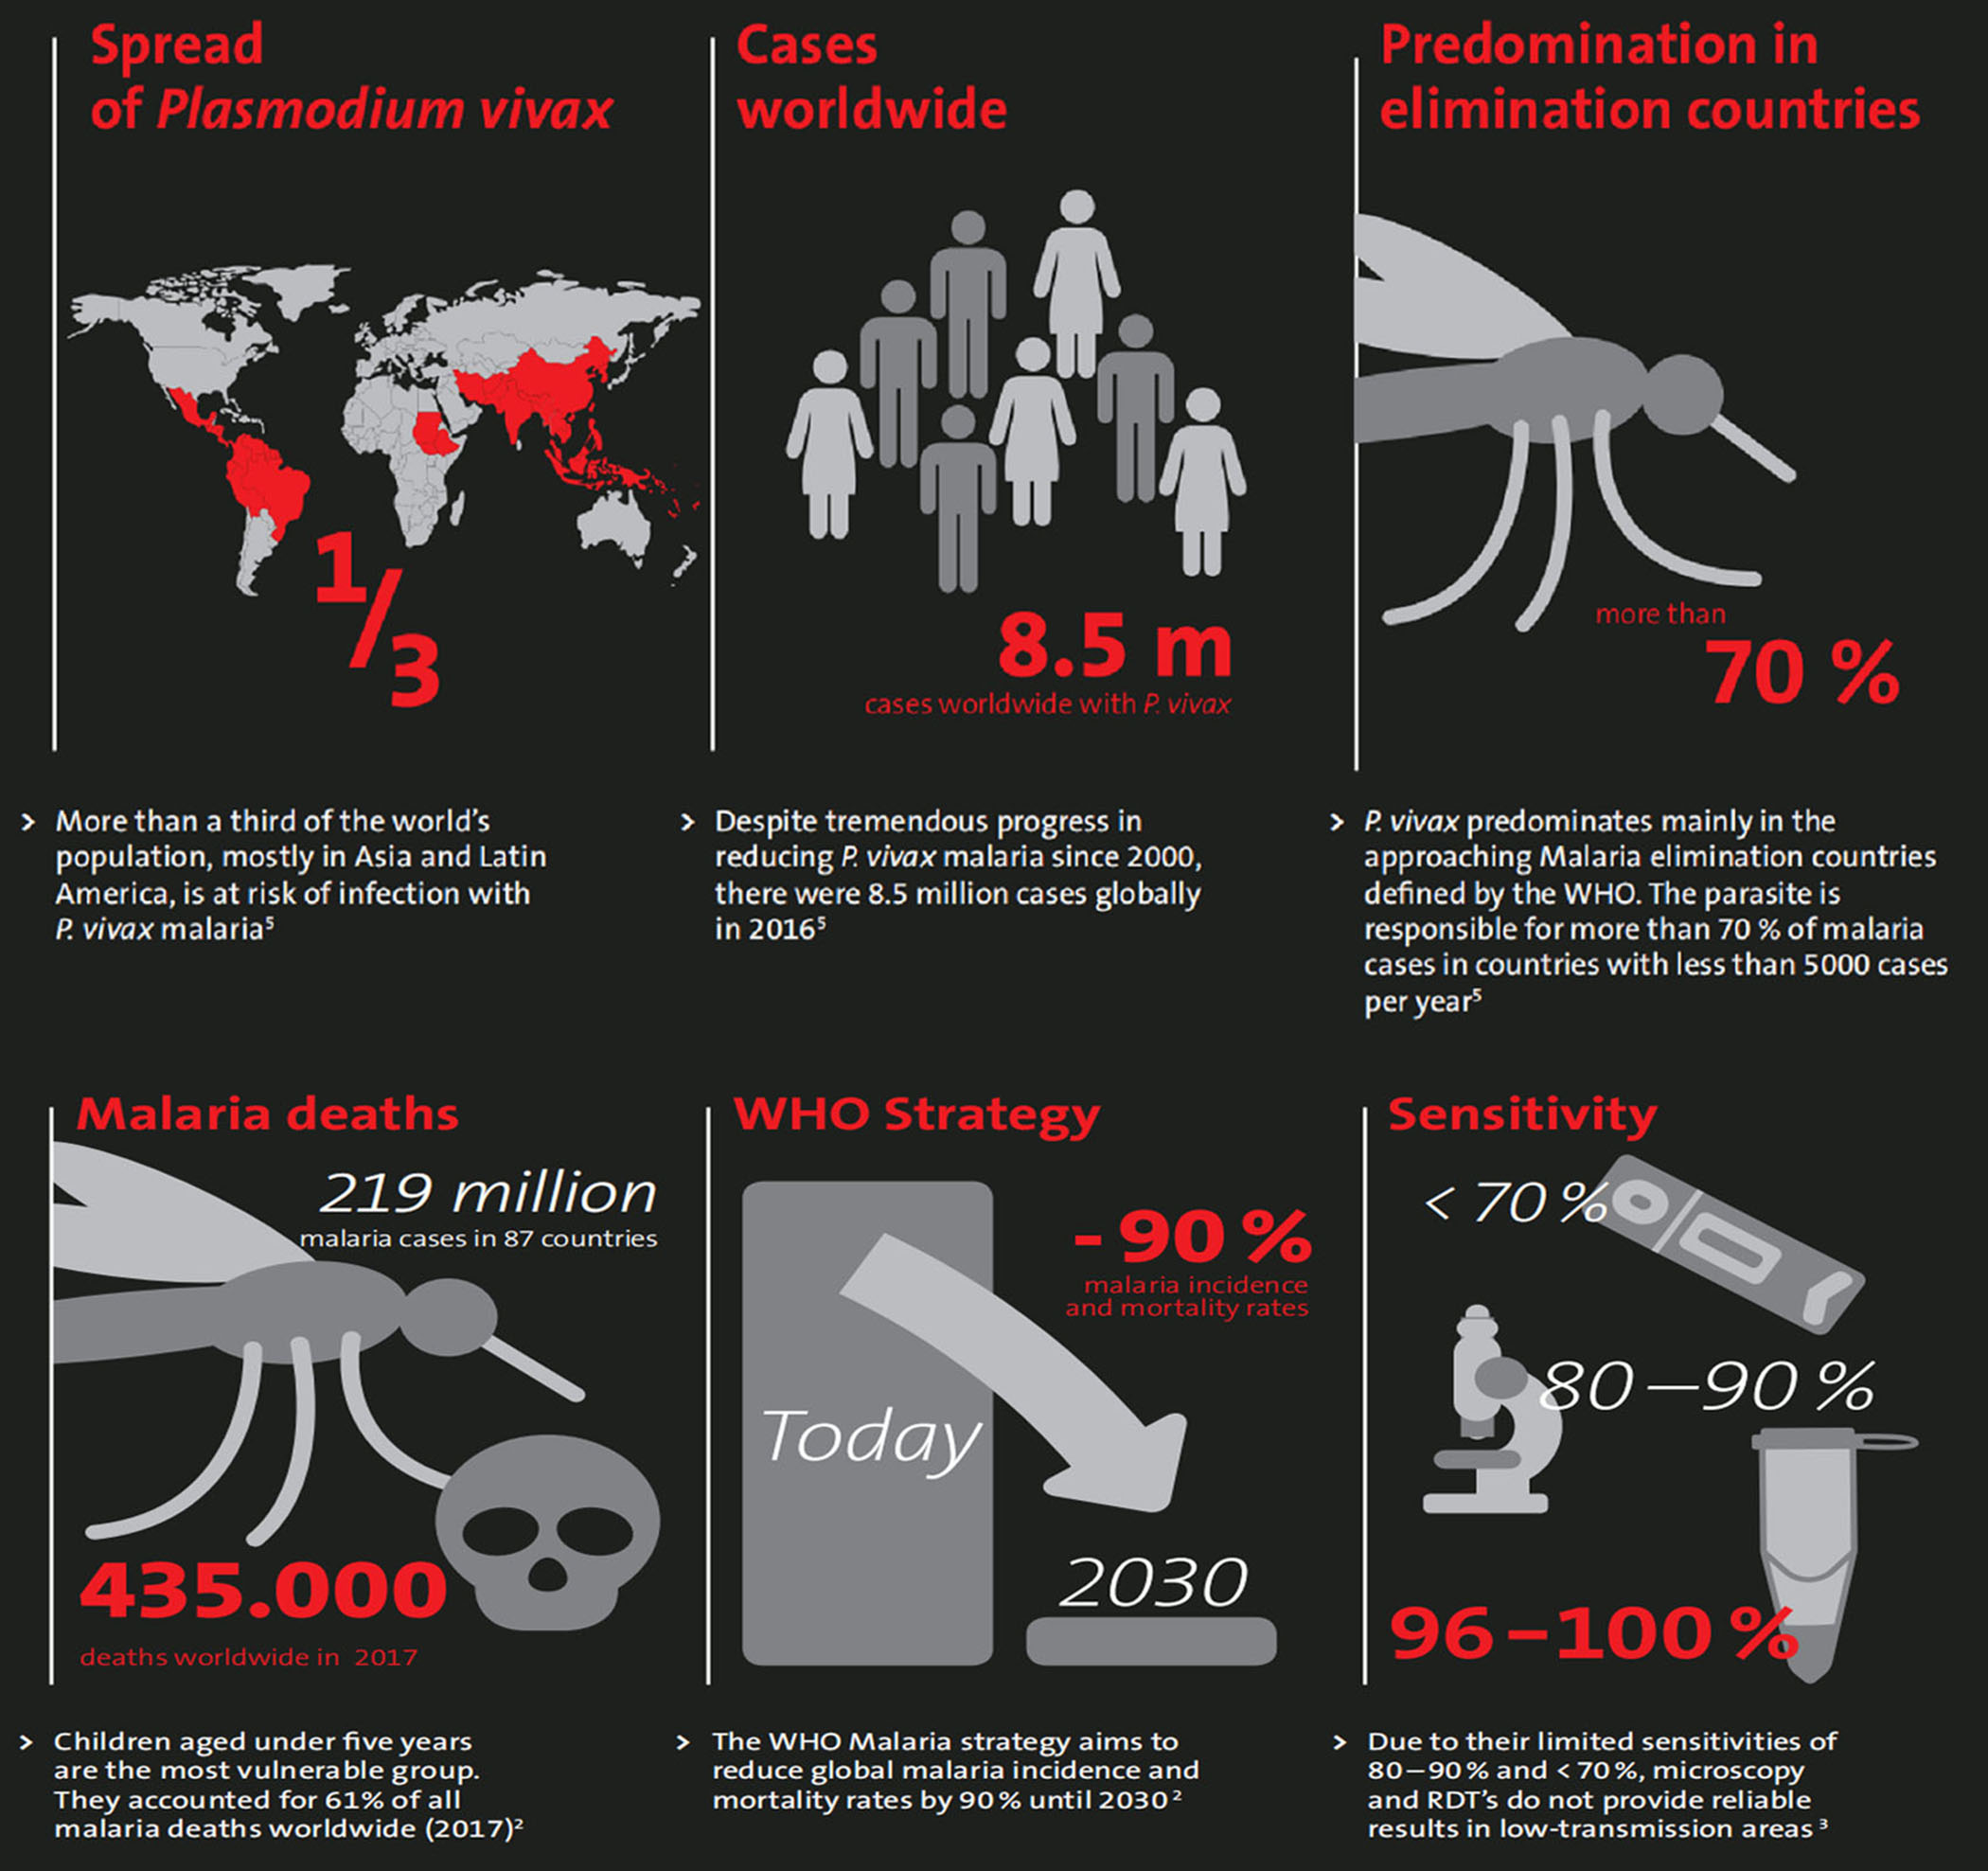 Spread
of Plasmodium vivax
1/3
> More than a third of the world's
population, mostly in Asia and Latin
America, is at risk of infection with
P. vivax malaria⁵
Cases
worldwide
8.5 m
cases worldwide with P. vivax
> Despite tremendous progress in
reducing P. vivax malaria since 2000,
there were 8.5 million cases globally
in 2016⁵
Predomination in
elimination countries
more than
70 %
> P. vivax predominates mainly in the
approaching Malaria elimination countries
defined by the WHO. The parasite is
responsible for more than 70 % of malaria
cases in countries with less than 5000 cases
per year⁵
Malaria deaths
219 million
malaria cases in 87 countries
435.000
deaths worldwide in 2017
> Children aged under five years
are the most vulnerable group.
They accounted for 61% of all
malaria deaths worldwide (2017)²
WHO Strategy
- 90 %
malaria incidence
and mortality rates
Today
2030
> The WHO Malaria strategy aims to
reduce global malaria incidence and
mortality rates by 90 % until 2030 ²
Sensitivity
< 70 %
80–90 %
96–100 %
> Due to their limited sensitivities of
80–90 % and < 70 %, microscopy
and RDT's do not provide reliable
results in low-transmission areas ³